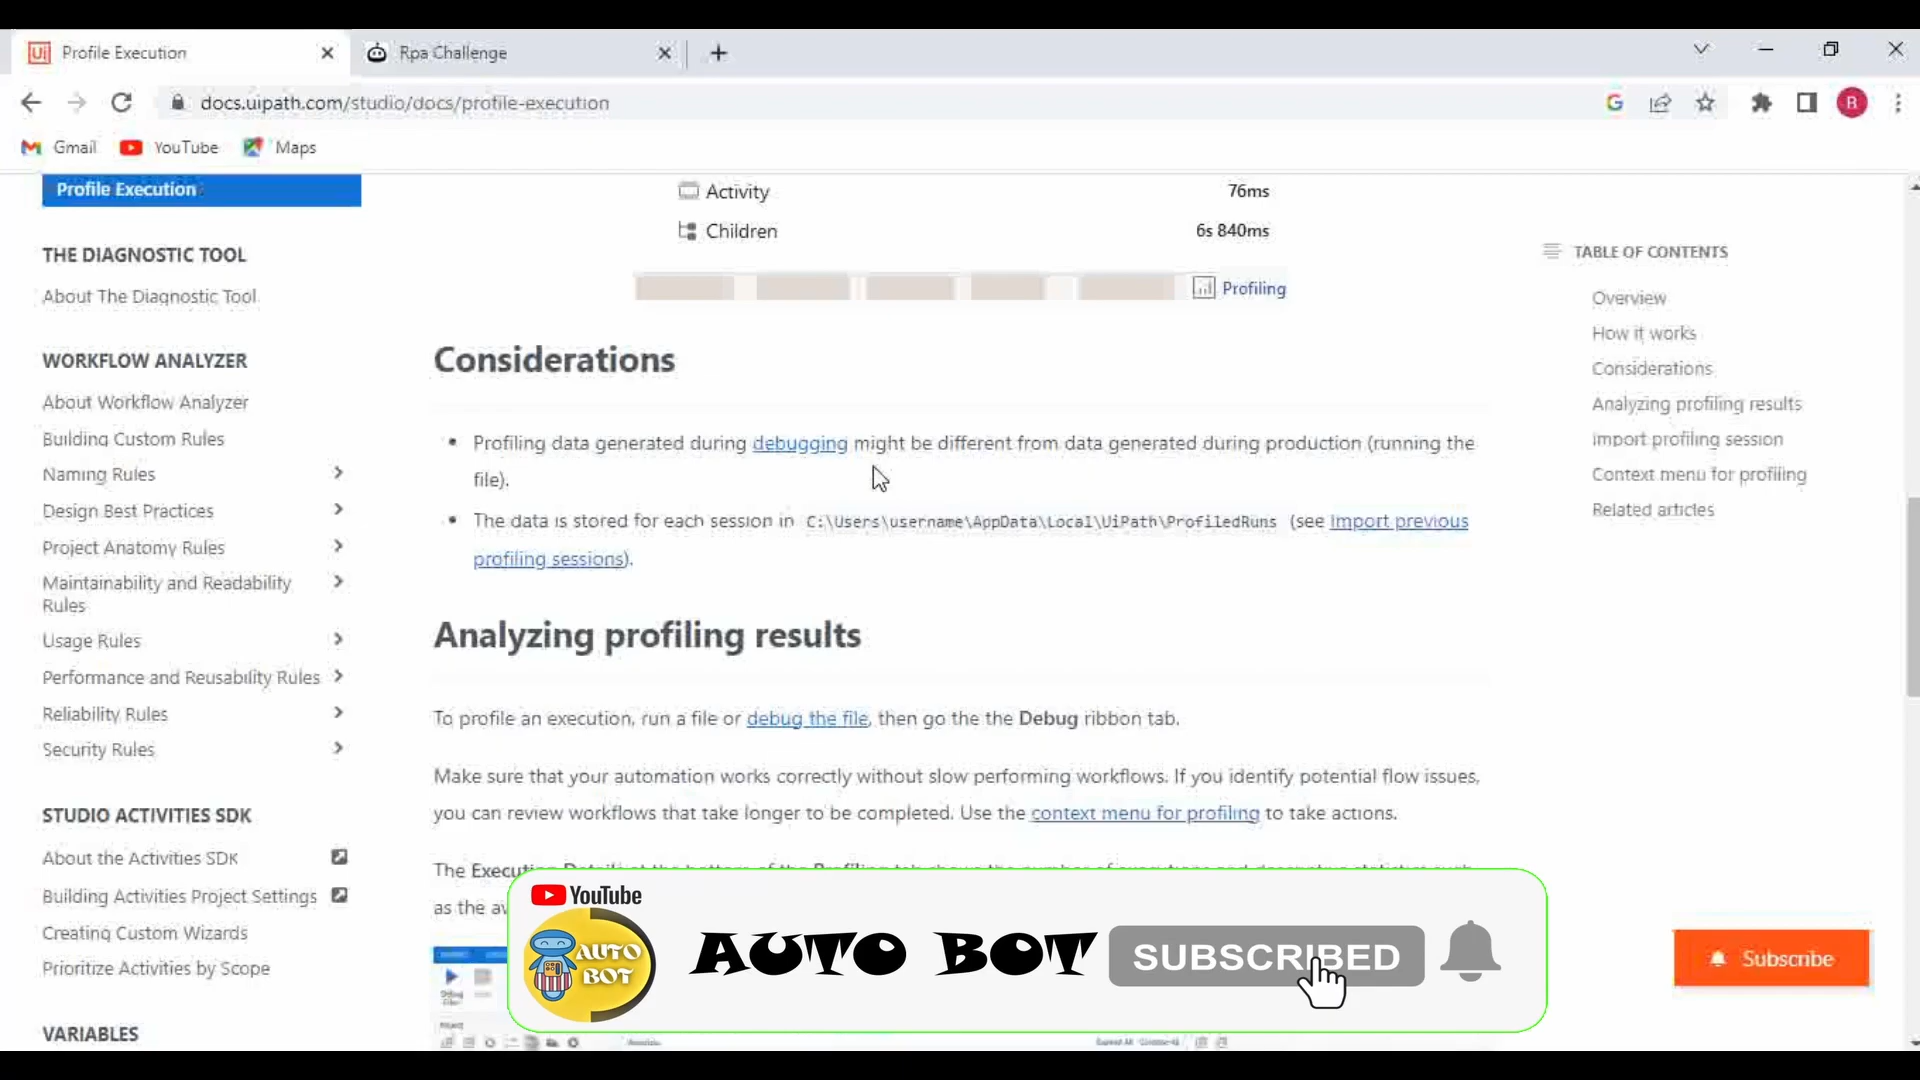 Profile Execution
Rpa Challenge
docs.uipath.com/studio/docs/profile-execution
G
R
Gmail
YouTube
Maps
Profile Execution
THE DIAGNOSTIC TOOL
About The Diagnostic Tool
WORKFLOW ANALYZER
About Workflow Analyzer
Building Custom Rules
Naming Rules
Design Best Practices
Project Anatomy Rules
Maintainability and Readability
Rules
Usage Rules
Performance and Reusability Rules
Reliability Rules
Security Rules
STUDIO ACTIVITIES SDK
About the Activities SDK
Building Activities Project Settings
Creating Custom Wizards
Prioritize Activities by Scope
VARIABLES
Activity 76ms
Children 6s 840ms
Profiling
Considerations
Profiling data generated during debugging might be different from data generated during production (running the
file).
The data is stored for each session in C:\Users\username\AppData\Local\UiPath\ProfiledRuns (see Import previous
profiling sessions).
Analyzing profiling results
To profile an execution, run a file or debug the file, then go the the Debug ribbon tab.
Make sure that your automation works correctly without slow performing workflows. If you identify potential flow issues,
you can review workflows that take longer to be completed. Use the context menu for profiling to take actions.
The
as the
TABLE OF CONTENTS
Overview
How it works
Considerations
Analyzing profiling results
Import profiling session
Context menu for profiling
Related articles
Subscribe
YouTube
AUTO
BOT
AUTO BOT
SUBSCRIBED